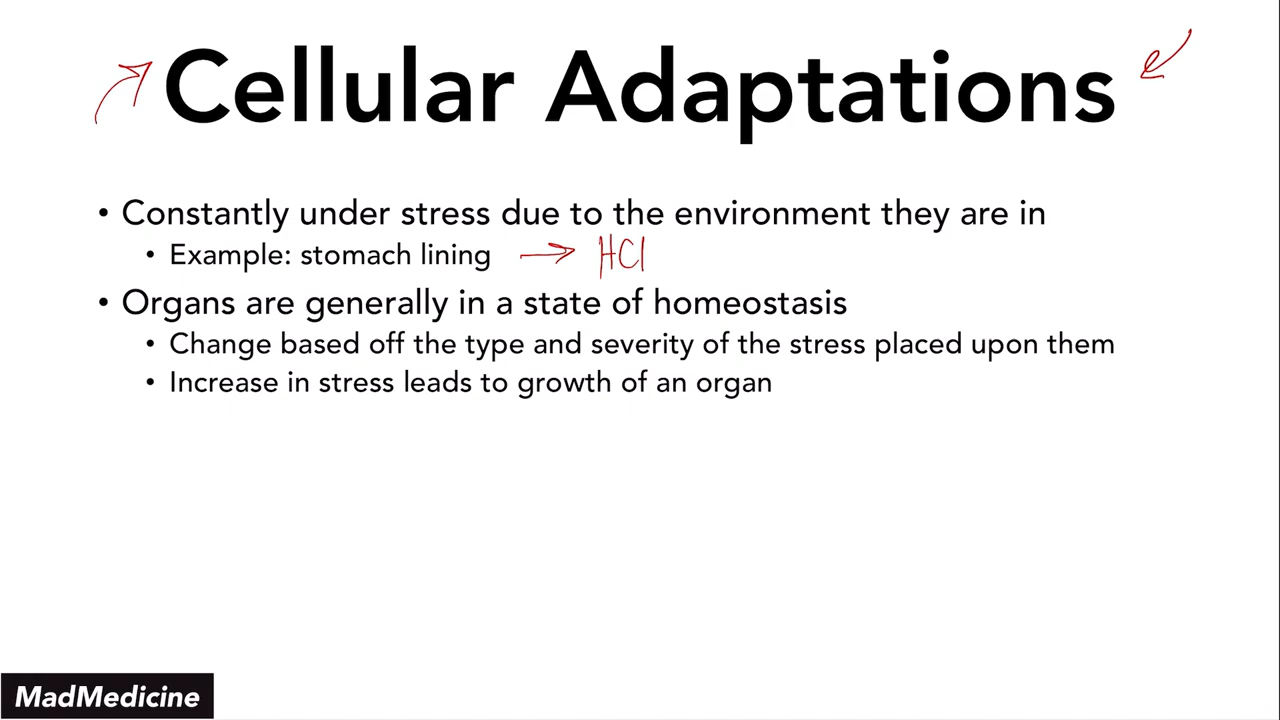 Cellular Adaptations
• Constantly under stress due to the environment they are in
• Example: stomach lining → HCl
• Organs are generally in a state of homeostasis
• Change based off the type and severity of the stress placed upon them
• Increase in stress leads to growth of an organ
MadMedicine